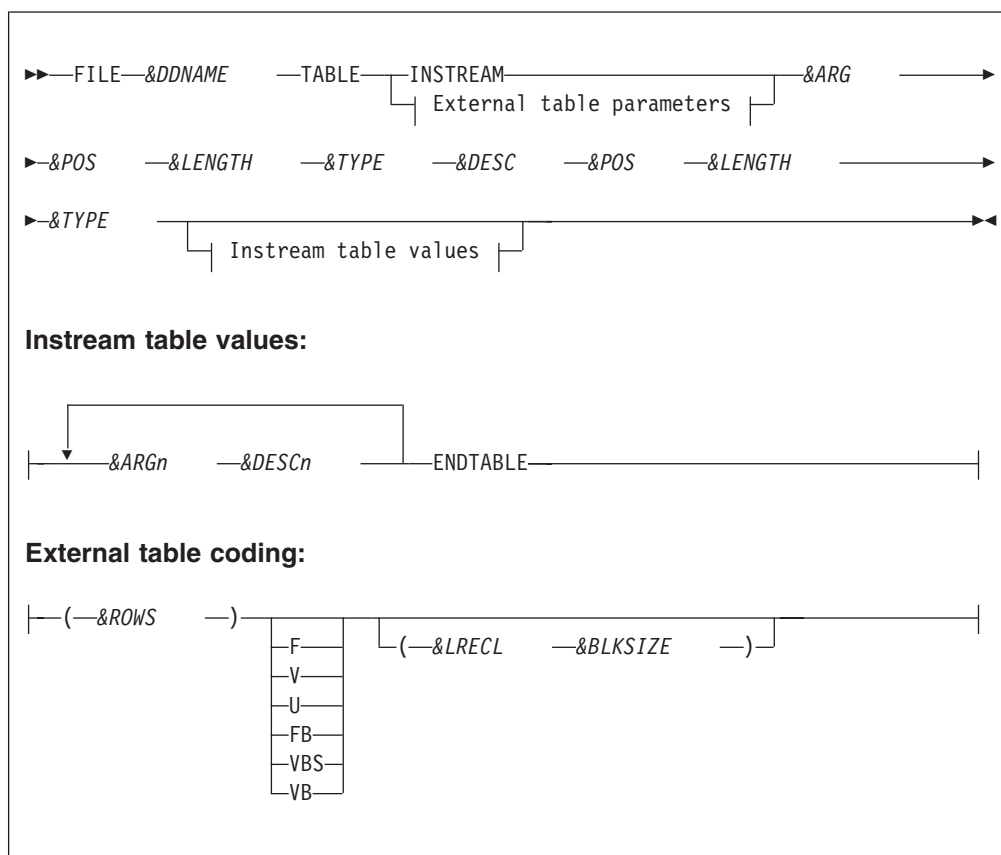 FILE &DDNAME TABLE INSTREAM &ARG
External table parameters
&POS &LENGTH &TYPE &DESC &POS &LENGTH
&TYPE
Instream table values
Instream table values:
&ARGn &DESCn ENDTABLE
External table coding:
( &ROWS )
F ( &LRECL &BLKSIZE )
V
U
FB
VBS
VB